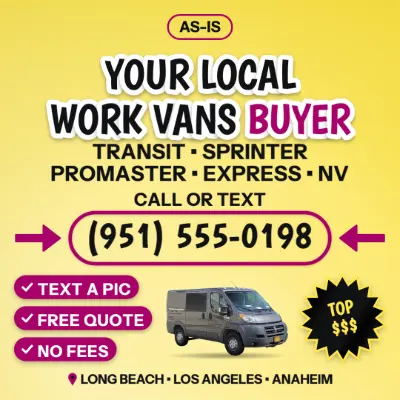 AS-IS
YOUR LOCAL
WORK VANS BUYER
TRANSIT ▪ SPRINTER
PROMASTER ▪ EXPRESS ▪ NV
CALL OR TEXT
(951) 555-0198
TEXT A PIC
FREE QUOTE
NO FEES
TOP
$$$
LONG BEACH ▪ LOS ANGELES ▪ ANAHEIM